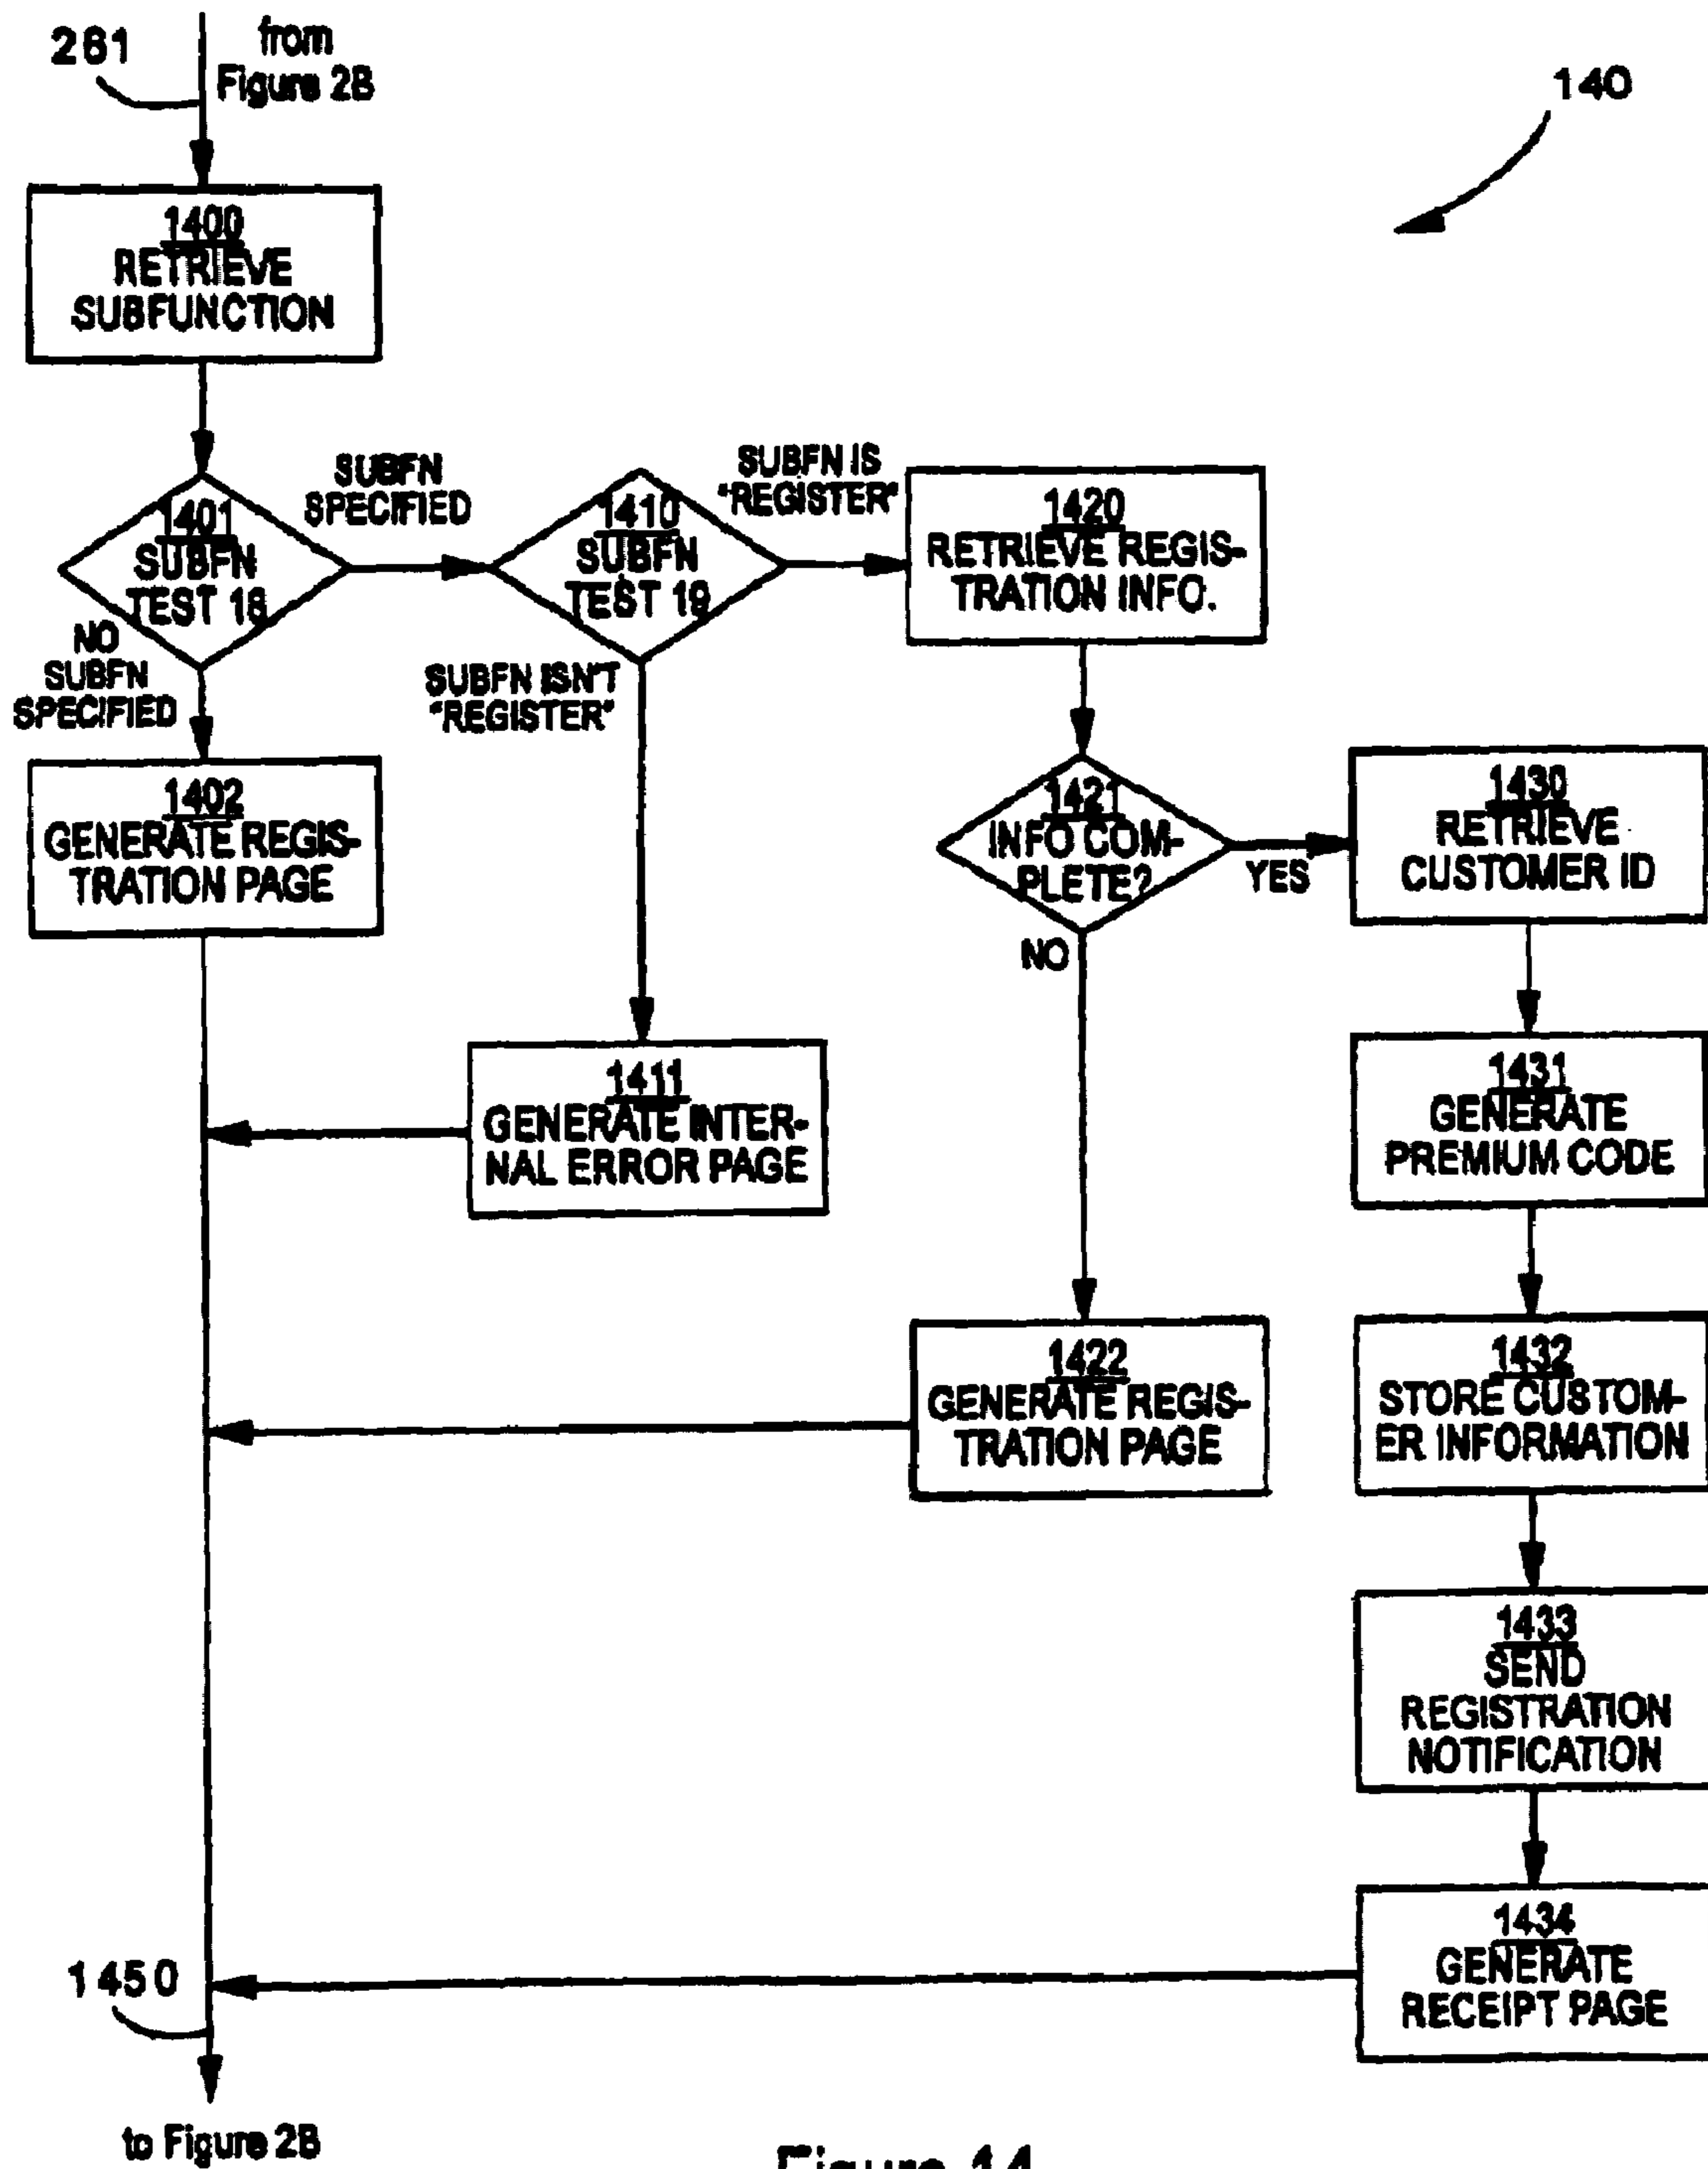 261
from
Figure 2B
140
1400
RETRIEVE
SUBFUNCTION
1401
SUBFN
TEST 18
SUBFN
SPECIFIED
NO
SUBFN
SPECIFIED
1410
SUBFN
TEST 19
SUBFN IS
"REGISTER"
SUBFN ISN'T
"REGISTER"
1420
RETRIEVE REGIS-
TRATION INFO.
1402
GENERATE REGIS-
TRATION PAGE
1421
INFO COM-
PLETE?
YES
NO
1430
RETRIEVE
CUSTOMER ID
1411
GENERATE INTER-
NAL ERROR PAGE
1431
GENERATE
PREMIUM CODE
1422
GENERATE REGIS-
TRATION PAGE
1432
STORE CUSTOM-
ER INFORMATION
1433
SEND
REGISTRATION
NOTIFICATION
1434
GENERATE
RECEIPT PAGE
1450
to Figure 2B
Figure 14